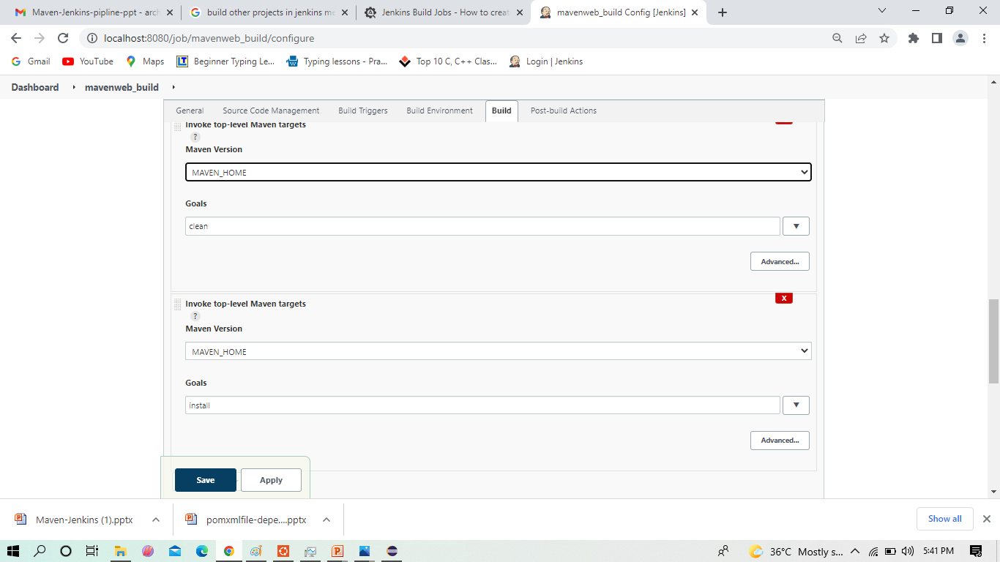 Maven-Jenkins-pipline-ppt - arch
build other projects in jenkins me
Jenkins Build Jobs - How to creat
mavenweb_build Config [Jenkins]
localhost:8080/job/mavenweb_build/configure
Gmail
YouTube
Maps
Beginner Typing Le...
Typing lessons - Pra...
Top 10 C, C++ Clas...
Login | Jenkins
Dashboard
mavenweb_build
General
Source Code Management
Build Triggers
Build Environment
Build
Post-build Actions
Invoke top-level Maven targets
?
Maven Version
MAVEN_HOME
Goals
clean
Advanced...
Invoke top-level Maven targets
X
?
Maven Version
MAVEN_HOME
Goals
install
Advanced...
Save
Apply
Maven-Jenkins (1).pptx
pomxmlfile-depe....pptx
Show all
36°C Mostly s...
5:41 PM